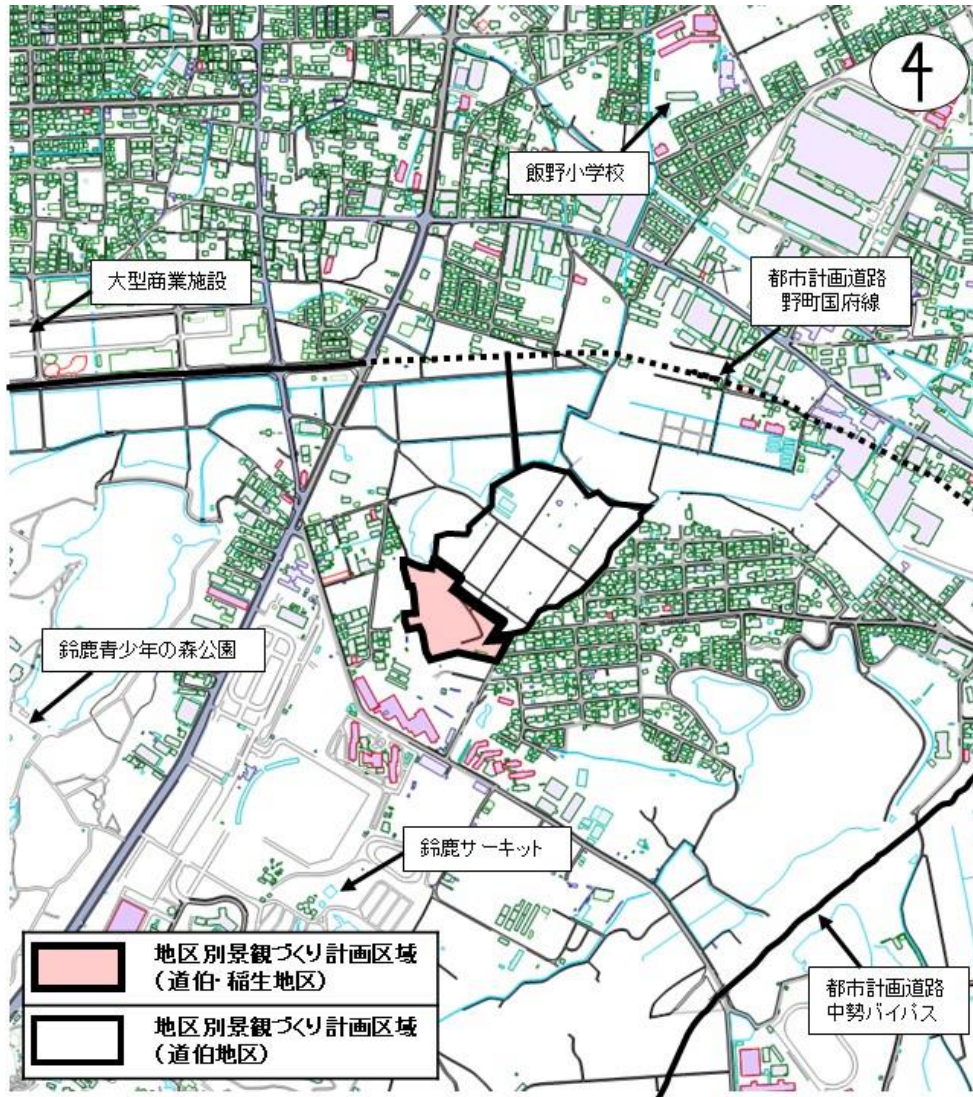 飯野小学校
大型商業施設
都市計画道路
野町国府線
鈴鹿青少年の森公園
鈴鹿サーキット
地区別景観づくり計画区域
(道伯・稲生地区)
地区別景観づくり計画区域
(道伯地区)
都市計画道路
中勢バイパス